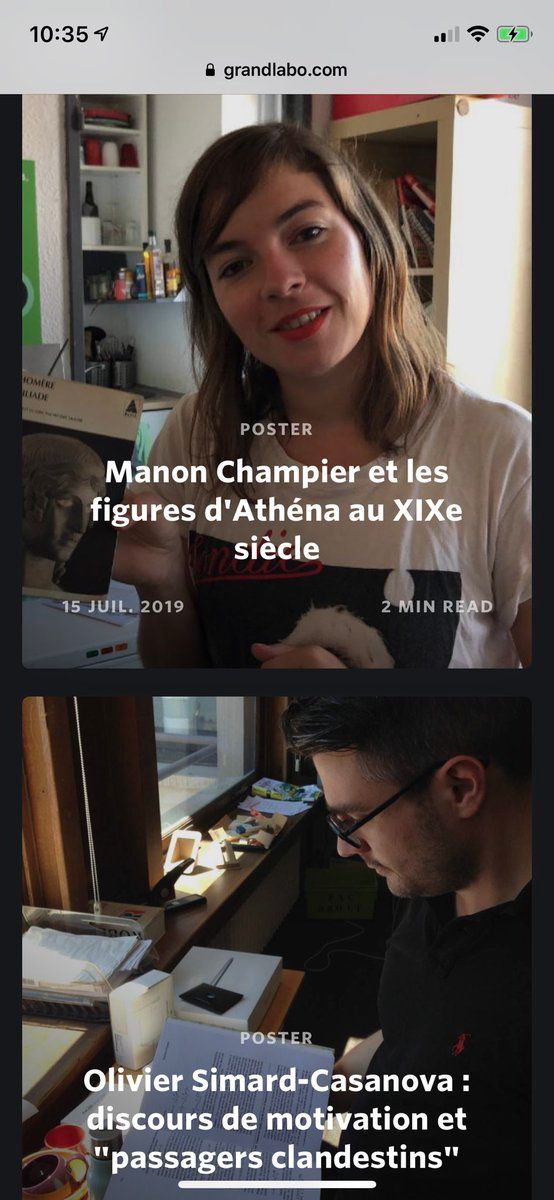 10:35
grandlabo.com
HOMÈRE
ILIADE
POSTER
Manon Champier et les
figures d'Athéna au XIXe
siècle
15 JUIL. 2019
2 MIN READ
POSTER
Olivier Simard-Casanova :
discours de motivation et
"passagers clandestins"